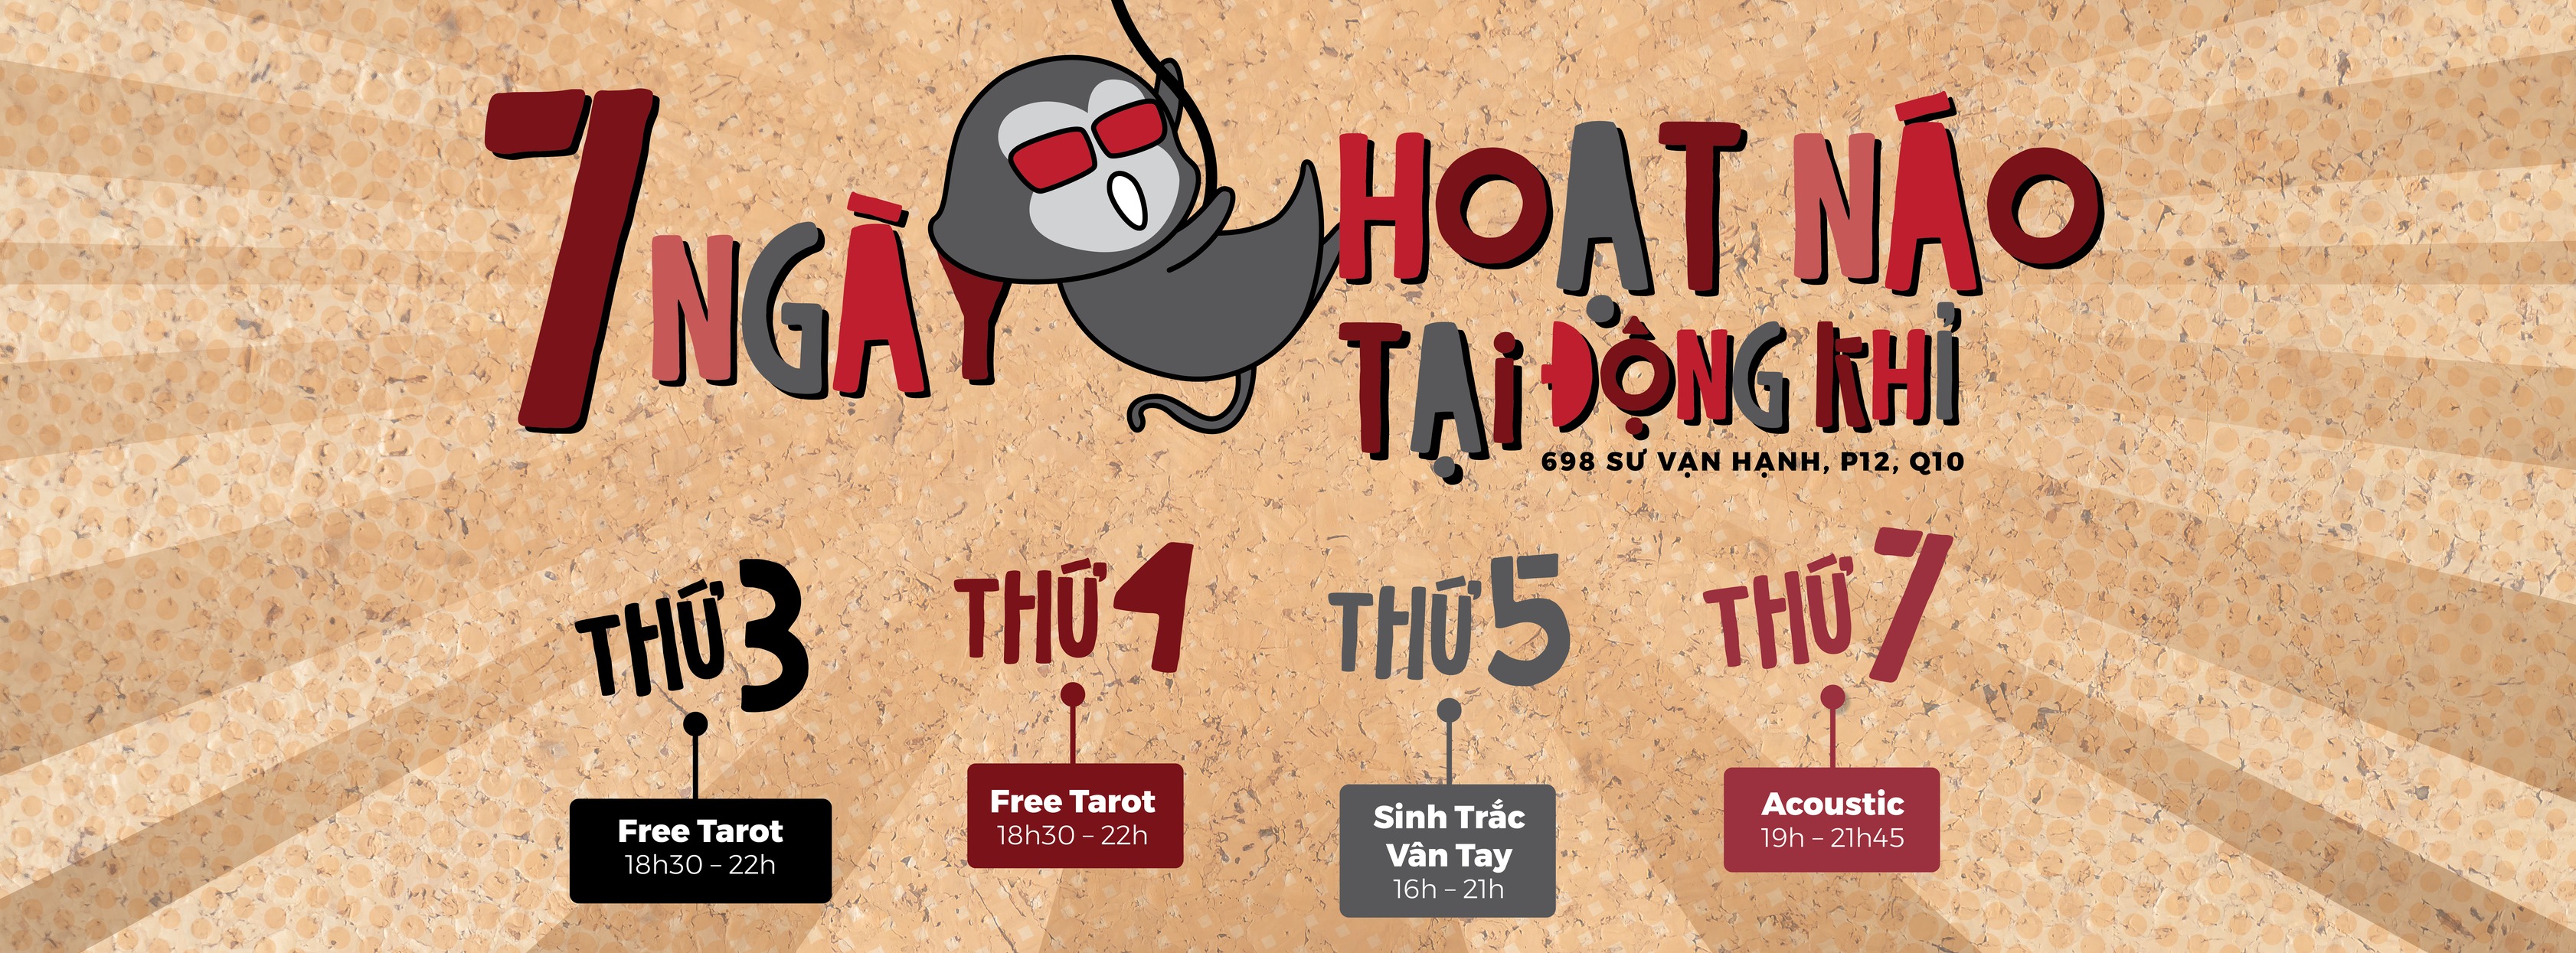 7 NGÀY HOẠT NÁO
TẠI ĐỘNG KHỈ
698 SƯ VẠN HẠNH, P12, Q10
THỨ 3
Free Tarot
18h30 – 22h
THỨ 4
Free Tarot
18h30 – 22h
THỨ 5
Sinh Trắc
Vân Tay
16h – 21h
THỨ 7
Acoustic
19h – 21h45